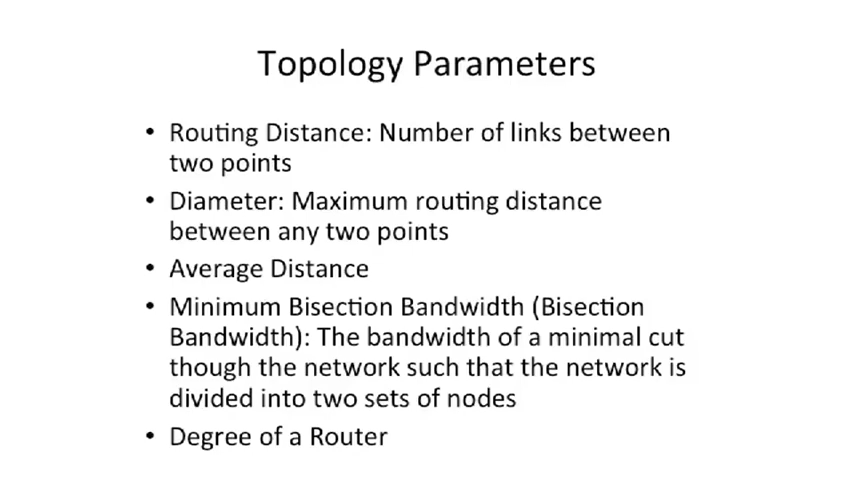 Topology Parameters
• Routing Distance: Number of links between
two points
• Diameter: Maximum routing distance
between any two points
• Average Distance
• Minimum Bisection Bandwidth (Bisection
Bandwidth): The bandwidth of a minimal cut
though the network such that the network is
divided into two sets of nodes
• Degree of a Router